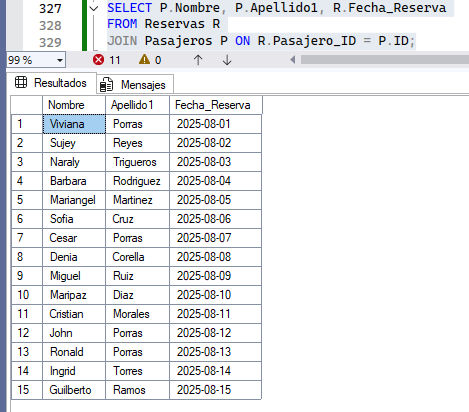 327 SELECT P.Nombre, P.Apellido1, R.Fecha_Reserva
328 FROM Reservas R
329 JOIN Pasajeros P ON R.Pasajero_ID = P.ID;
99 % 11 0
Resultados Mensajes
Nombre Apellido1 Fecha_Reserva
1 Viviana Porras 2025-08-01
2 Sujey Reyes 2025-08-02
3 Naraly Trigueros 2025-08-03
4 Barbara Rodriguez 2025-08-04
5 Mariangel Martinez 2025-08-05
6 Sofia Cruz 2025-08-06
7 Cesar Porras 2025-08-07
8 Denia Corella 2025-08-08
9 Miguel Ruiz 2025-08-09
10 Maripaz Diaz 2025-08-10
11 Cristian Morales 2025-08-11
12 John Porras 2025-08-12
13 Ronald Porras 2025-08-13
14 Ingrid Torres 2025-08-14
15 Guilberto Ramos 2025-08-15